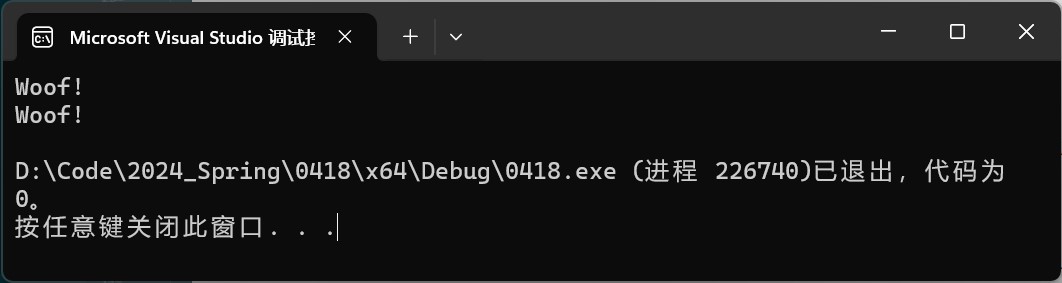 Microsoft Visual Studio 调试控
Woof!
Woof!
D:\Code\2024_Spring\0418\x64\Debug\0418.exe (进程 226740)已退出，代码为
0。
按任意键关闭此窗口. . .